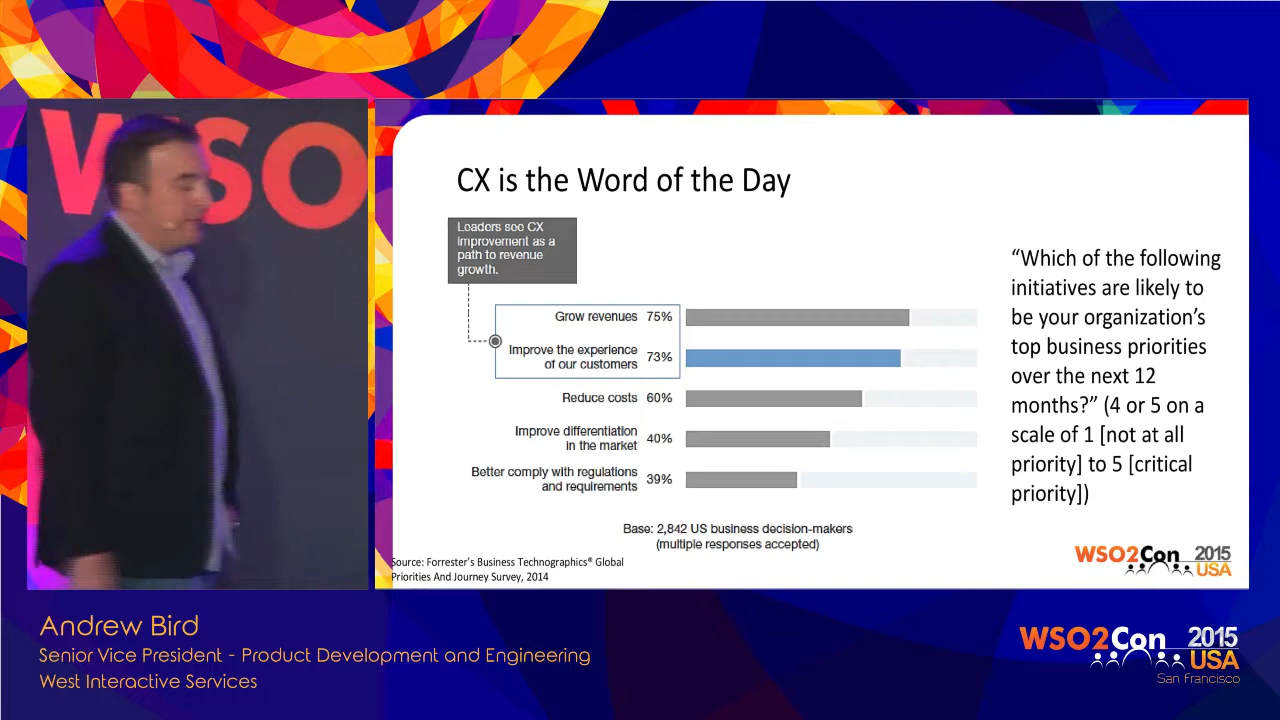 WSO
CX is the Word of the Day
Leaders see CX
improvement as a
path to revenue
growth.
Grow revenues 75%
Improve the experience
of our customers 73%
Reduce costs 60%
Improve differentiation
in the market 40%
Better comply with regulations
and requirements 39%
Base: 2,842 US business decision-makers
(multiple responses accepted)
Source: Forrester's Business Technographics® Global
Priorities And Journey Survey, 2014
“Which of the following
initiatives are likely to
be your organization’s
top business priorities
over the next 12
months?” (4 or 5 on a
scale of 1 [not at all
priority] to 5 [critical
priority])
WSO2Con 2015
USA
Andrew Bird
Senior Vice President - Product Development and Engineering
West Interactive Services
WSO2Con 2015
USA
San Francisco